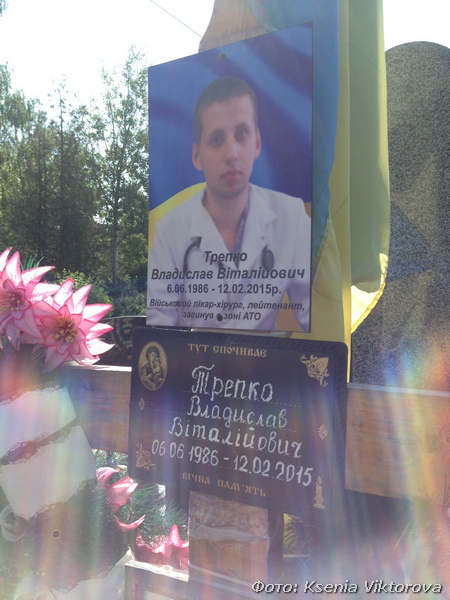 Трепко
Владислав Віталійович
6.06.1986 - 12.02.2015р.
Військовий лікар-хірург, лейтенант,
загинув в зоні АТО
ТУТ СПОЧИВАЄ
Трепко
Владислав
Віталійович
06.06 1986 - 12.02.2015
ВІЧНА ПАМ'ЯТЬ
Фото: Ksenia Viktorova